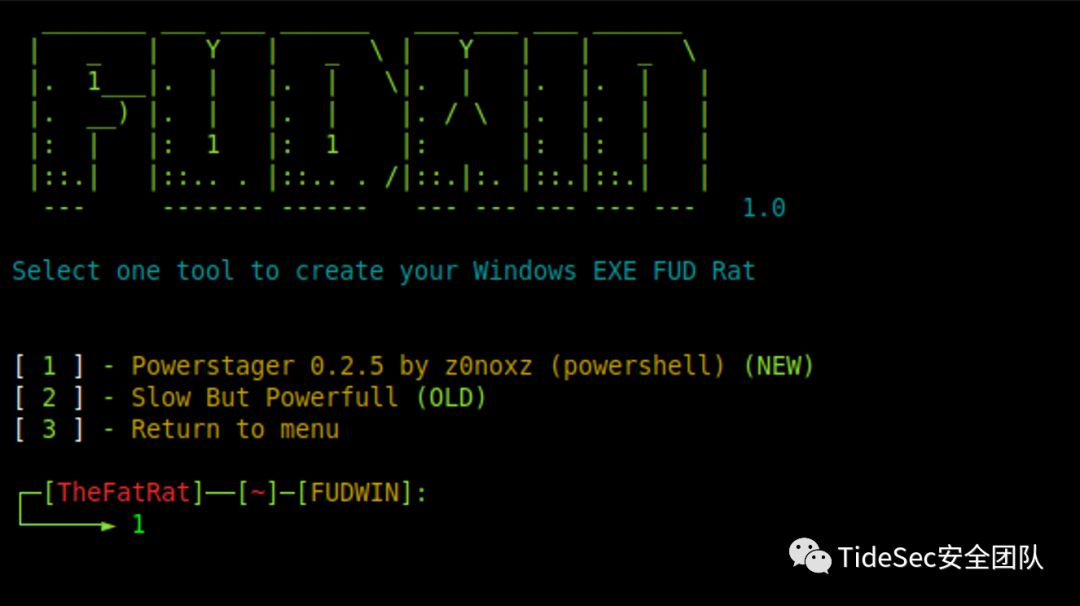 FUDWIN
1.0
Select one tool to create your Windows EXE FUD Rat
[ 1 ] - Powerstager 0.2.5 by z0noxz (powershell) (NEW)
[ 2 ] - Slow But Powerfull (OLD)
[ 3 ] - Return to menu
┌─[TheFatRat]──[~]─[FUDWIN]:
└─────► 1
TideSec安全团队